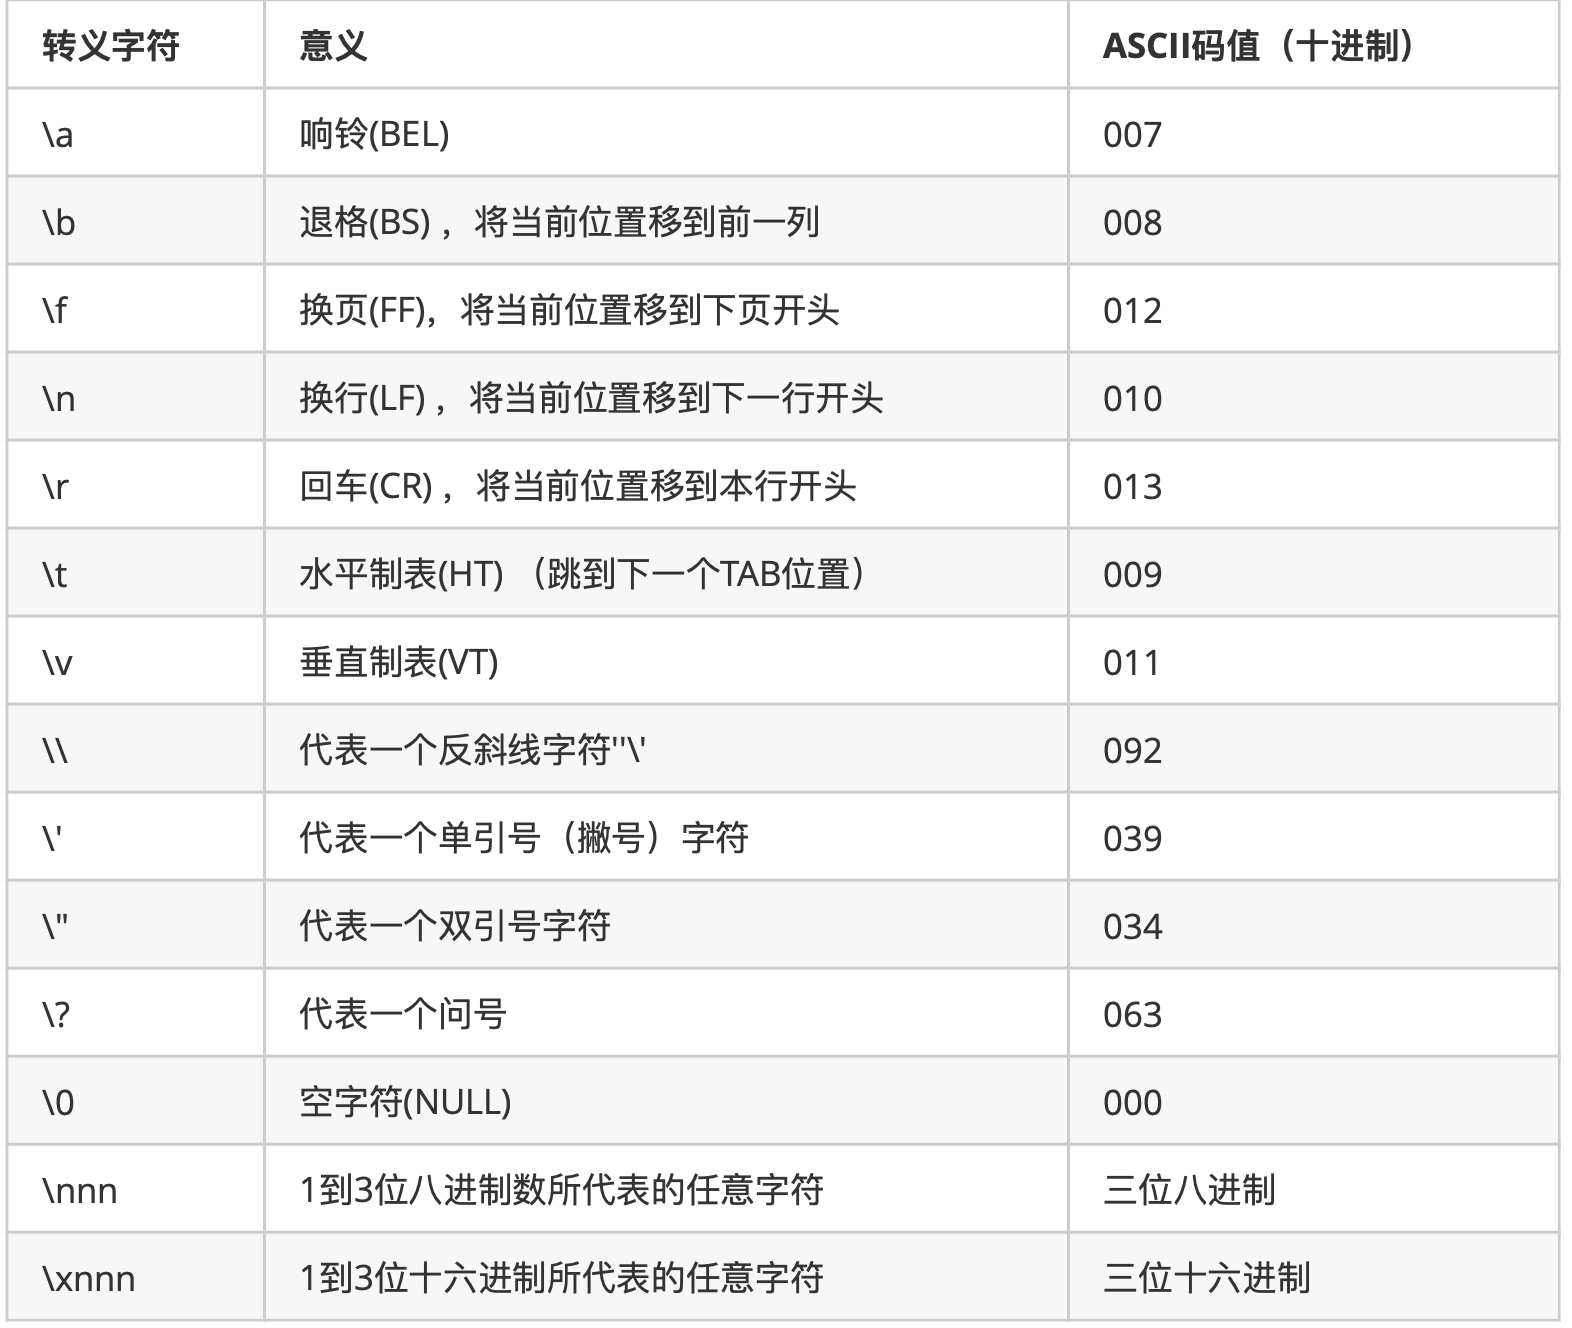 转义字符 意义 ASCII码值（十进制）
\a 响铃(BEL) 007
\b 退格(BS) ，将当前位置移到前一列 008
\f 换页(FF)，将当前位置移到下页开头 012
\n 换行(LF) ，将当前位置移到下一行开头 010
\r 回车(CR) ，将当前位置移到本行开头 013
\t 水平制表(HT) （跳到下一个TAB位置） 009
\v 垂直制表(VT) 011
\\ 代表一个反斜线字符''\' 092
\' 代表一个单引号（撇号）字符 039
\" 代表一个双引号字符 034
\? 代表一个问号 063
\0 空字符(NULL) 000
\nnn 1到3位八进制数所代表的任意字符 三位八进制
\xnnn 1到3位十六进制所代表的任意字符 三位十六进制